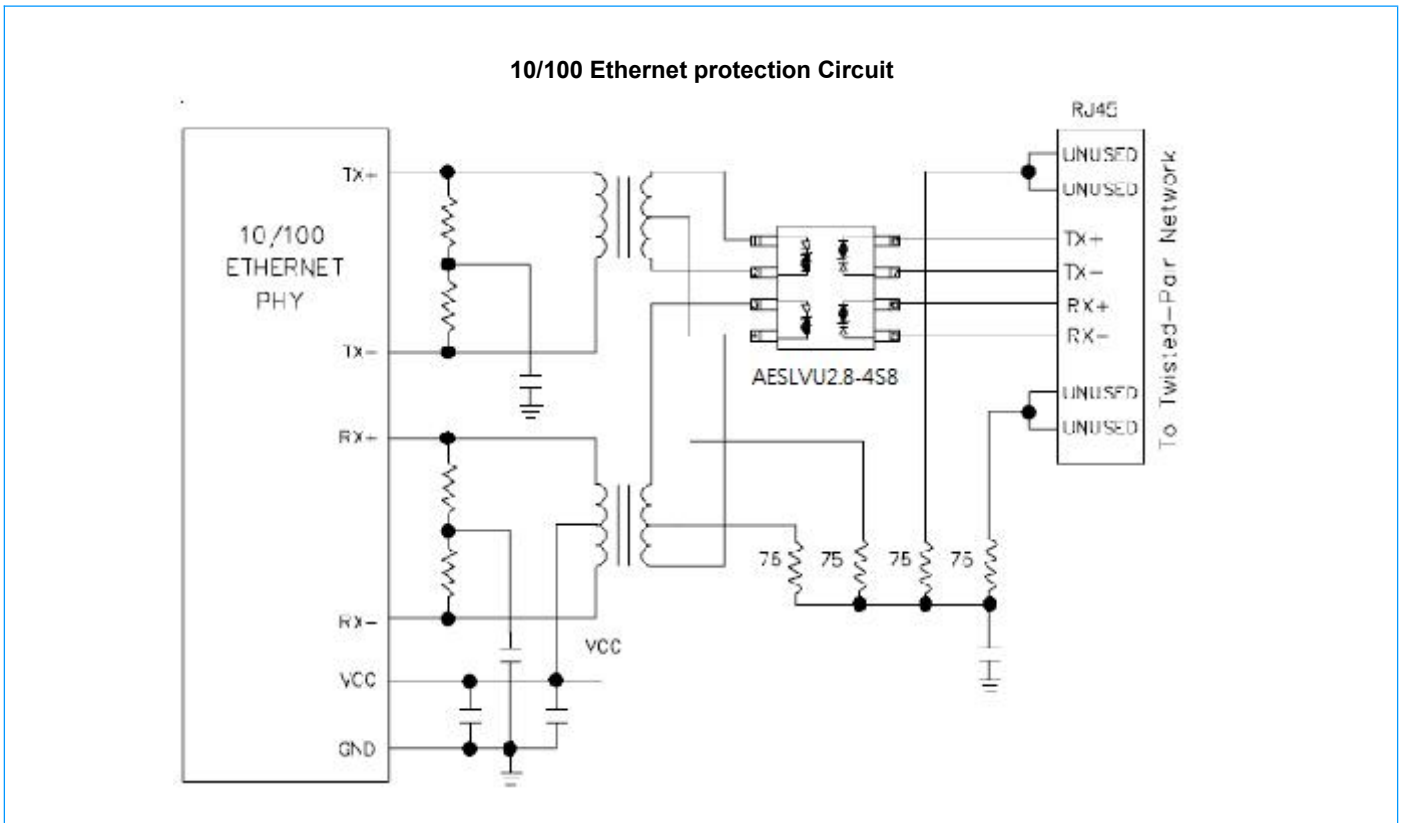 10/100 Ethernet protection Circuit
RJ45
10/100
ETHERNET
PHY
TX+
TX-
RX+
RX-
VCC
GND
VCC
AESLVU2.8-4S8
UNUSED
UNUSED
TX+
TX-
RX+
RX-
UNUSED
UNUSED
To Twisted-Pair Network
75
75
75
75